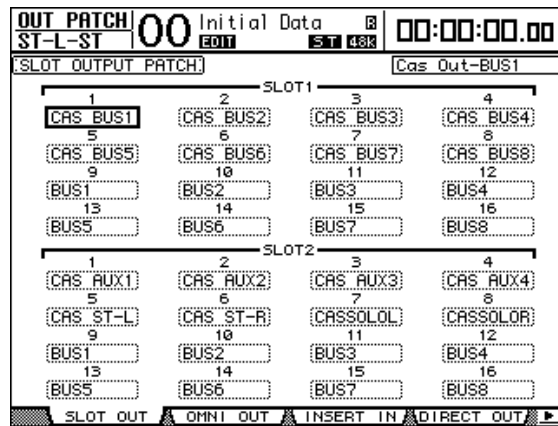 OUT PATCH 00 Initial Data R 00:00:00.00
ST-L-ST EDIT ST 48K
SLOT OUTPUT PATCH Cas Out-BUS1
SLOT1
1 2 3 4
CAS BUS1 CAS BUS2 CAS BUS3 CAS BUS4
5 6 7 8
CAS BUS5 CAS BUS6 CAS BUS7 CAS BUS8
9 10 11 12
BUS1 BUS2 BUS3 BUS4
13 14 15 16
BUS5 BUS6 BUS7 BUS8
SLOT2
1 2 3 4
CAS AUX1 CAS AUX2 CAS AUX3 CAS AUX4
5 6 7 8
CAS ST-L CAS ST-R CASSOLOL CASSOLOR
9 10 11 12
BUS1 BUS2 BUS3 BUS4
13 14 15 16
BUS5 BUS6 BUS7 BUS8
SLOT OUT OMNI OUT INSERT IN DIRECT OUT